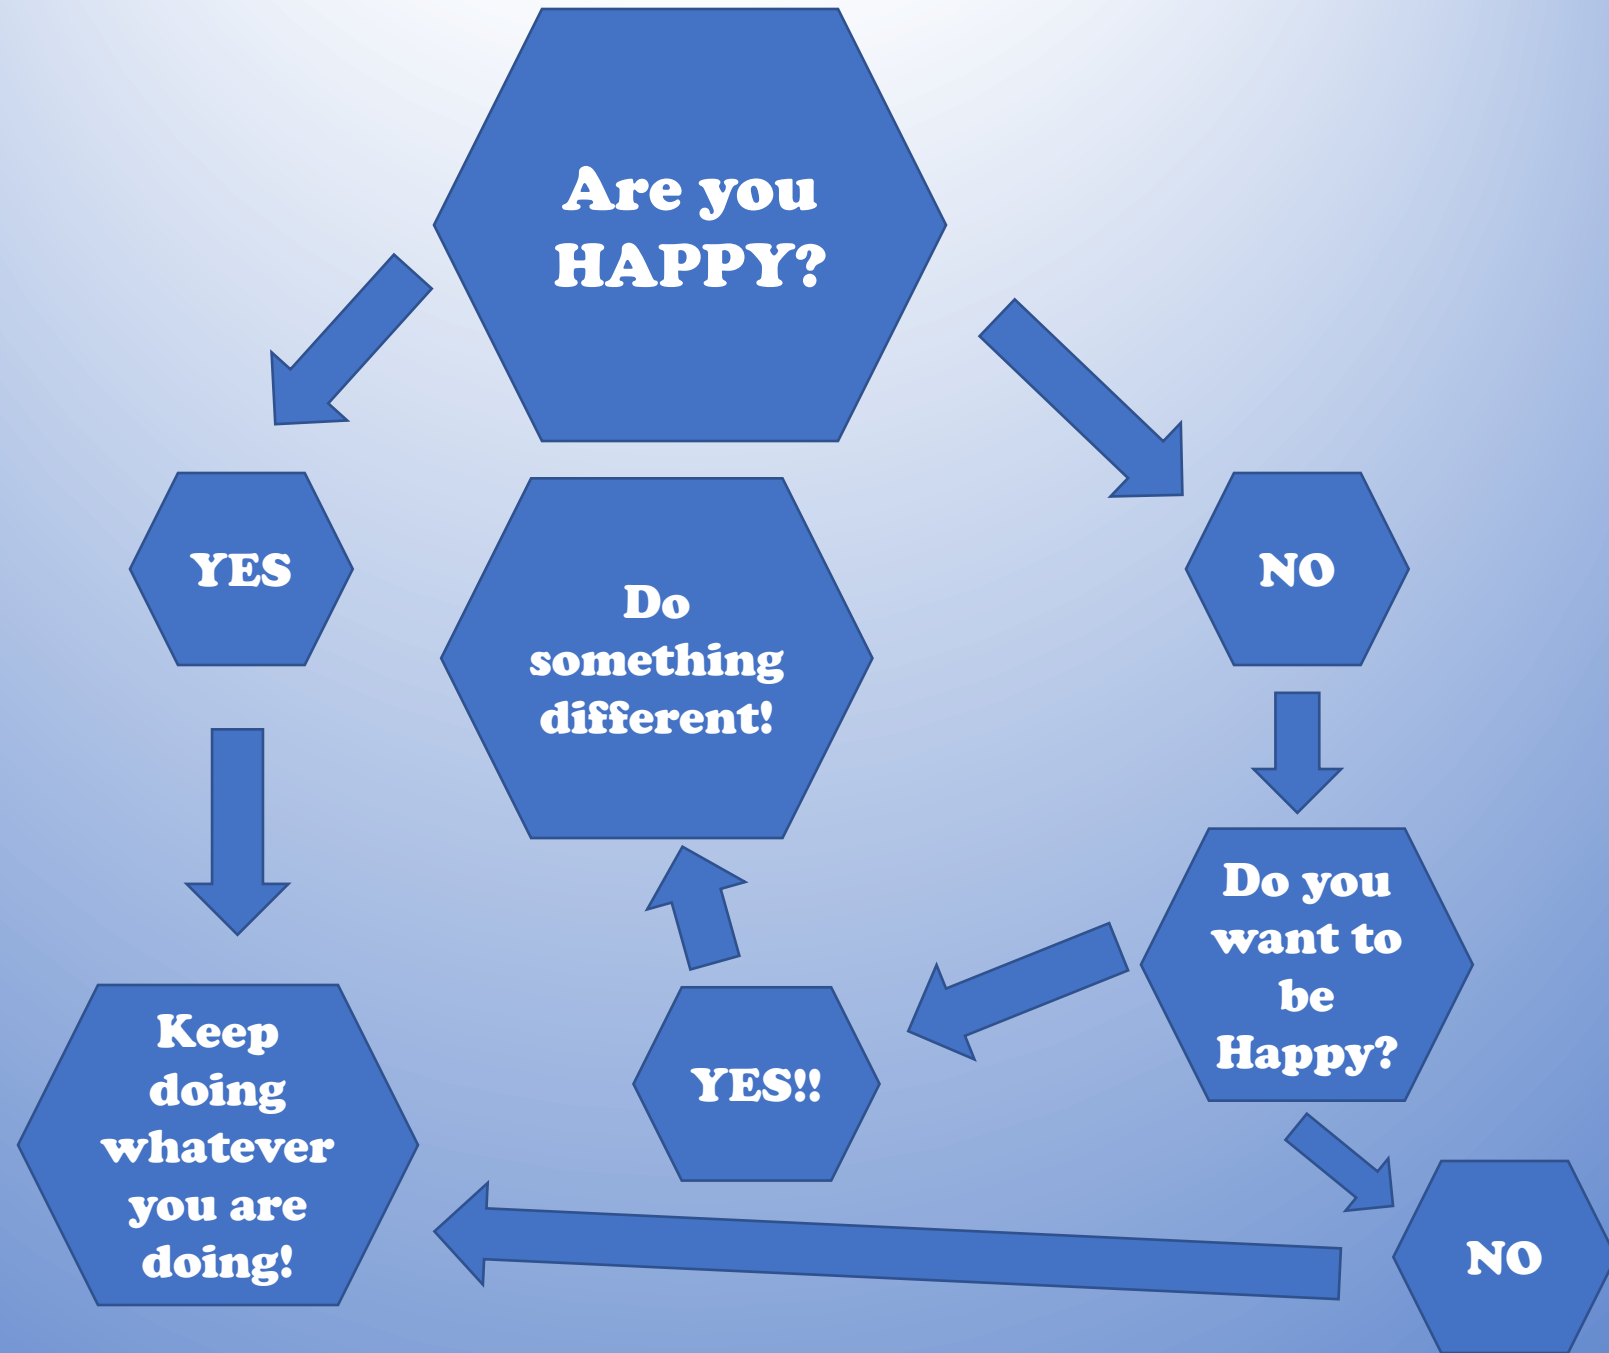 Are you
HAPPY?
YES
NO
Do
something
different!
Do you
want to
be
Happy?
YES!!
Keep
doing
whatever
you are
doing!
NO